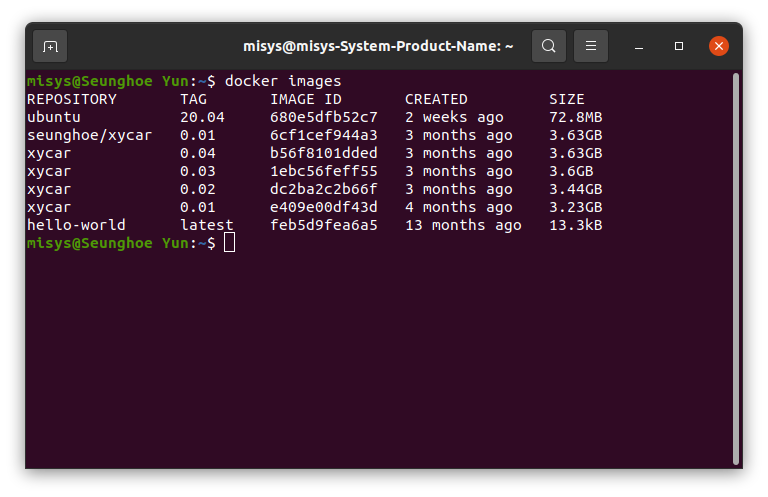 misys@misys-System-Product-Name: ~
misys@Seunghoe Yun:~$ docker images
REPOSITORY TAG IMAGE ID CREATED SIZE
ubuntu 20.04 680e5dfb52c7 2 weeks ago 72.8MB
seunghoe/xycar 0.01 6cf1cef944a3 3 months ago 3.63GB
xycar 0.04 b56f8101dded 3 months ago 3.63GB
xycar 0.03 1ebc56feff55 3 months ago 3.6GB
xycar 0.02 dc2ba2c2b66f 3 months ago 3.44GB
xycar 0.01 e409e00df43d 4 months ago 3.23GB
hello-world latest feb5d9fea6a5 13 months ago 13.3kB
misys@Seunghoe Yun:~$